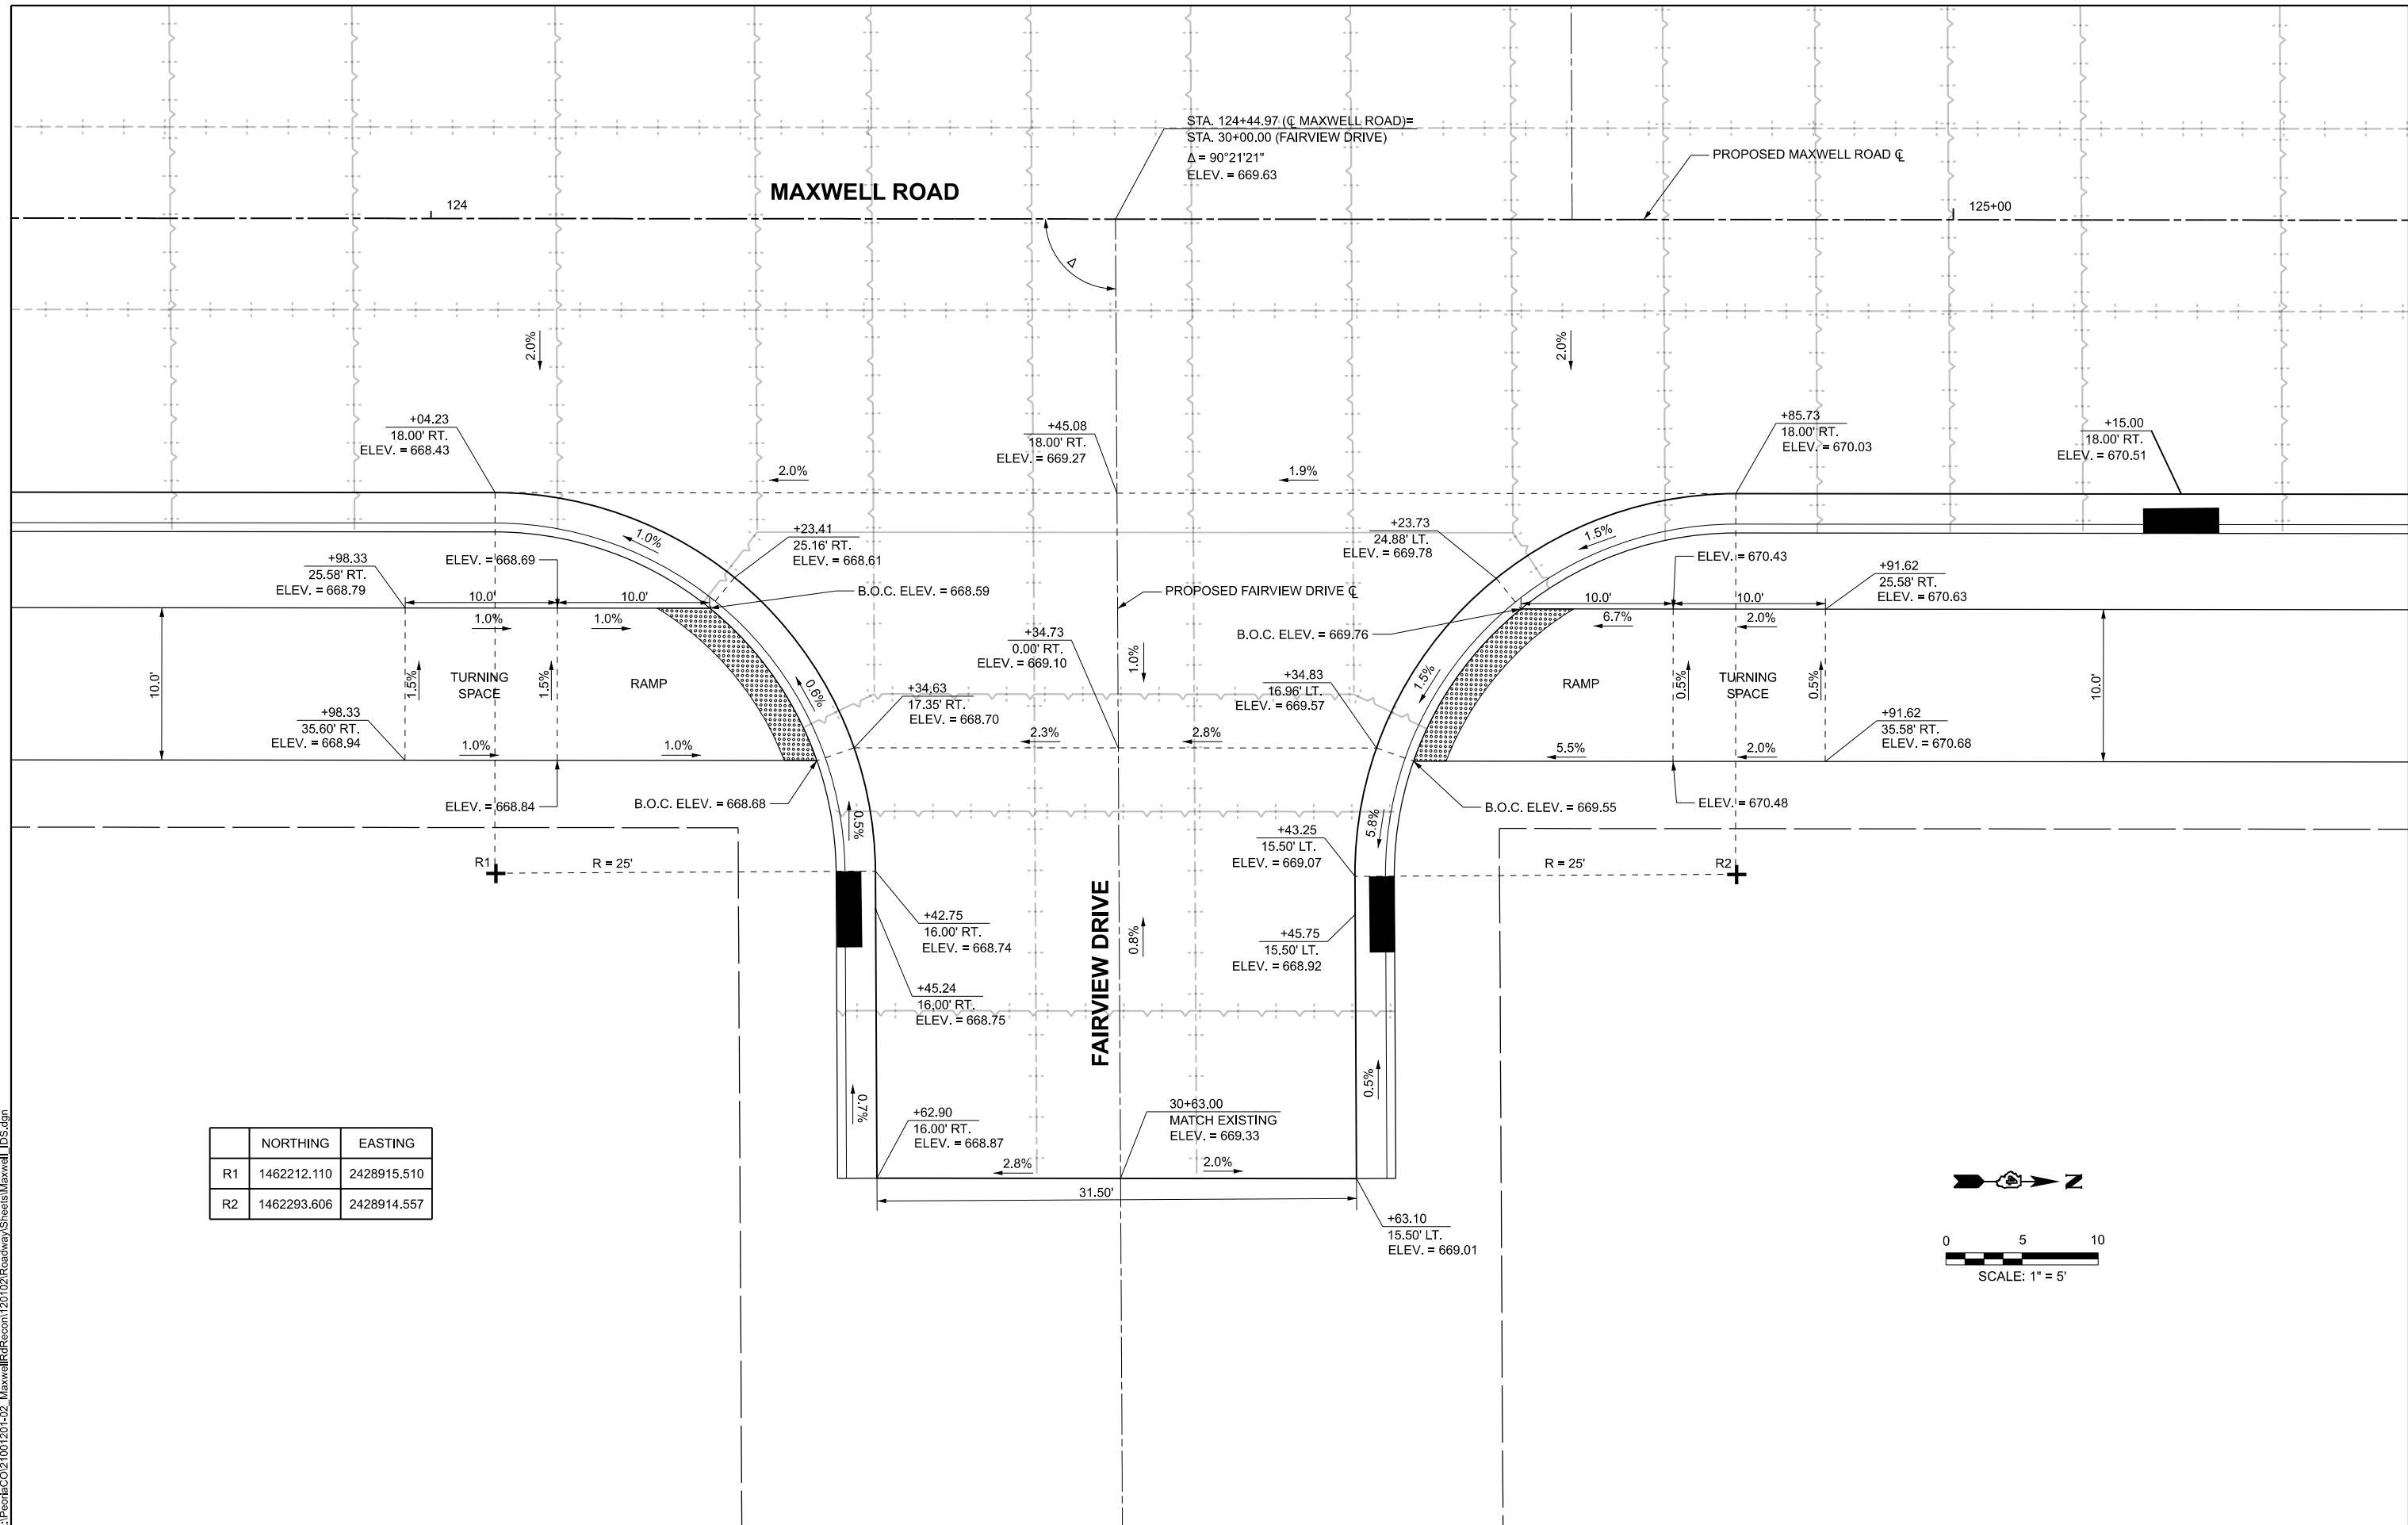 STA. 124+44.97 (℄ MAXWELL ROAD)=
STA. 30+00.00 (FAIRVIEW DRIVE)
Δ = 90°21'21"
ELEV. = 669.63
PROPOSED MAXWELL ROAD ℄
MAXWELL ROAD
124
125+00
Δ
2.0%
2.0%
+04.23
18.00' RT.
ELEV. = 668.43
+45.08
18.00' RT.
ELEV. = 669.27
+85.73
18.00' RT.
ELEV. = 670.03
+15.00
18.00' RT.
ELEV. = 670.51
2.0%
1.9%
1.0%
+23.41
25.16' RT.
ELEV. = 668.61
+23.73
24.88' LT.
ELEV. = 669.78
1.5%
+98.33
25.58' RT.
ELEV. = 668.79
ELEV. = 668.69
B.O.C. ELEV. = 668.59
PROPOSED FAIRVIEW DRIVE ℄
ELEV. = 670.43
+91.62
25.58' RT.
ELEV. = 670.63
10.0'
10.0'
10.0'
10.0'
1.0%
1.0%
6.7%
2.0%
B.O.C. ELEV. = 669.76
+34.73
0.00' RT.
ELEV. = 669.10
1.0%
10.0'
1.5%
TURNING
SPACE
1.5%
RAMP
0.6%
+34.63
17.35' RT.
ELEV. = 668.70
+34.83
16.96' LT.
ELEV. = 669.57
1.5%
RAMP
0.5%
TURNING
SPACE
0.5%
10.0'
+98.33
35.60' RT.
ELEV. = 668.94
+91.62
35.58' RT.
ELEV. = 670.68
1.0%
1.0%
2.3%
2.8%
5.5%
2.0%
ELEV. = 668.84
B.O.C. ELEV. = 668.68
0.5%
5.8%
B.O.C. ELEV. = 669.55
ELEV. = 670.48
+43.25
15.50' LT.
ELEV. = 669.07
R1
R = 25'
R = 25'
R2
+42.75
16.00' RT.
ELEV. = 668.74
FAIRVIEW DRIVE
0.8%
+45.75
15.50' LT.
ELEV. = 668.92
+45.24
16.00' RT.
ELEV. = 668.75
0.7%
0.5%
+62.90
16.00' RT.
ELEV. = 668.87
30+63.00
MATCH EXISTING
ELEV. = 669.33
2.8%
2.0%
31.50'
+63.10
15.50' LT.
ELEV. = 669.01
NORTHING EASTING
R1 1462212.110 2428915.510
R2 1462293.606 2428914.557
N
0 5 10
SCALE: 1" = 5'
:\PeoriaCO\21001201-02_MaxwellRdRecon\120102\Roadway\Sheets\Maxwell_IDS.dgn